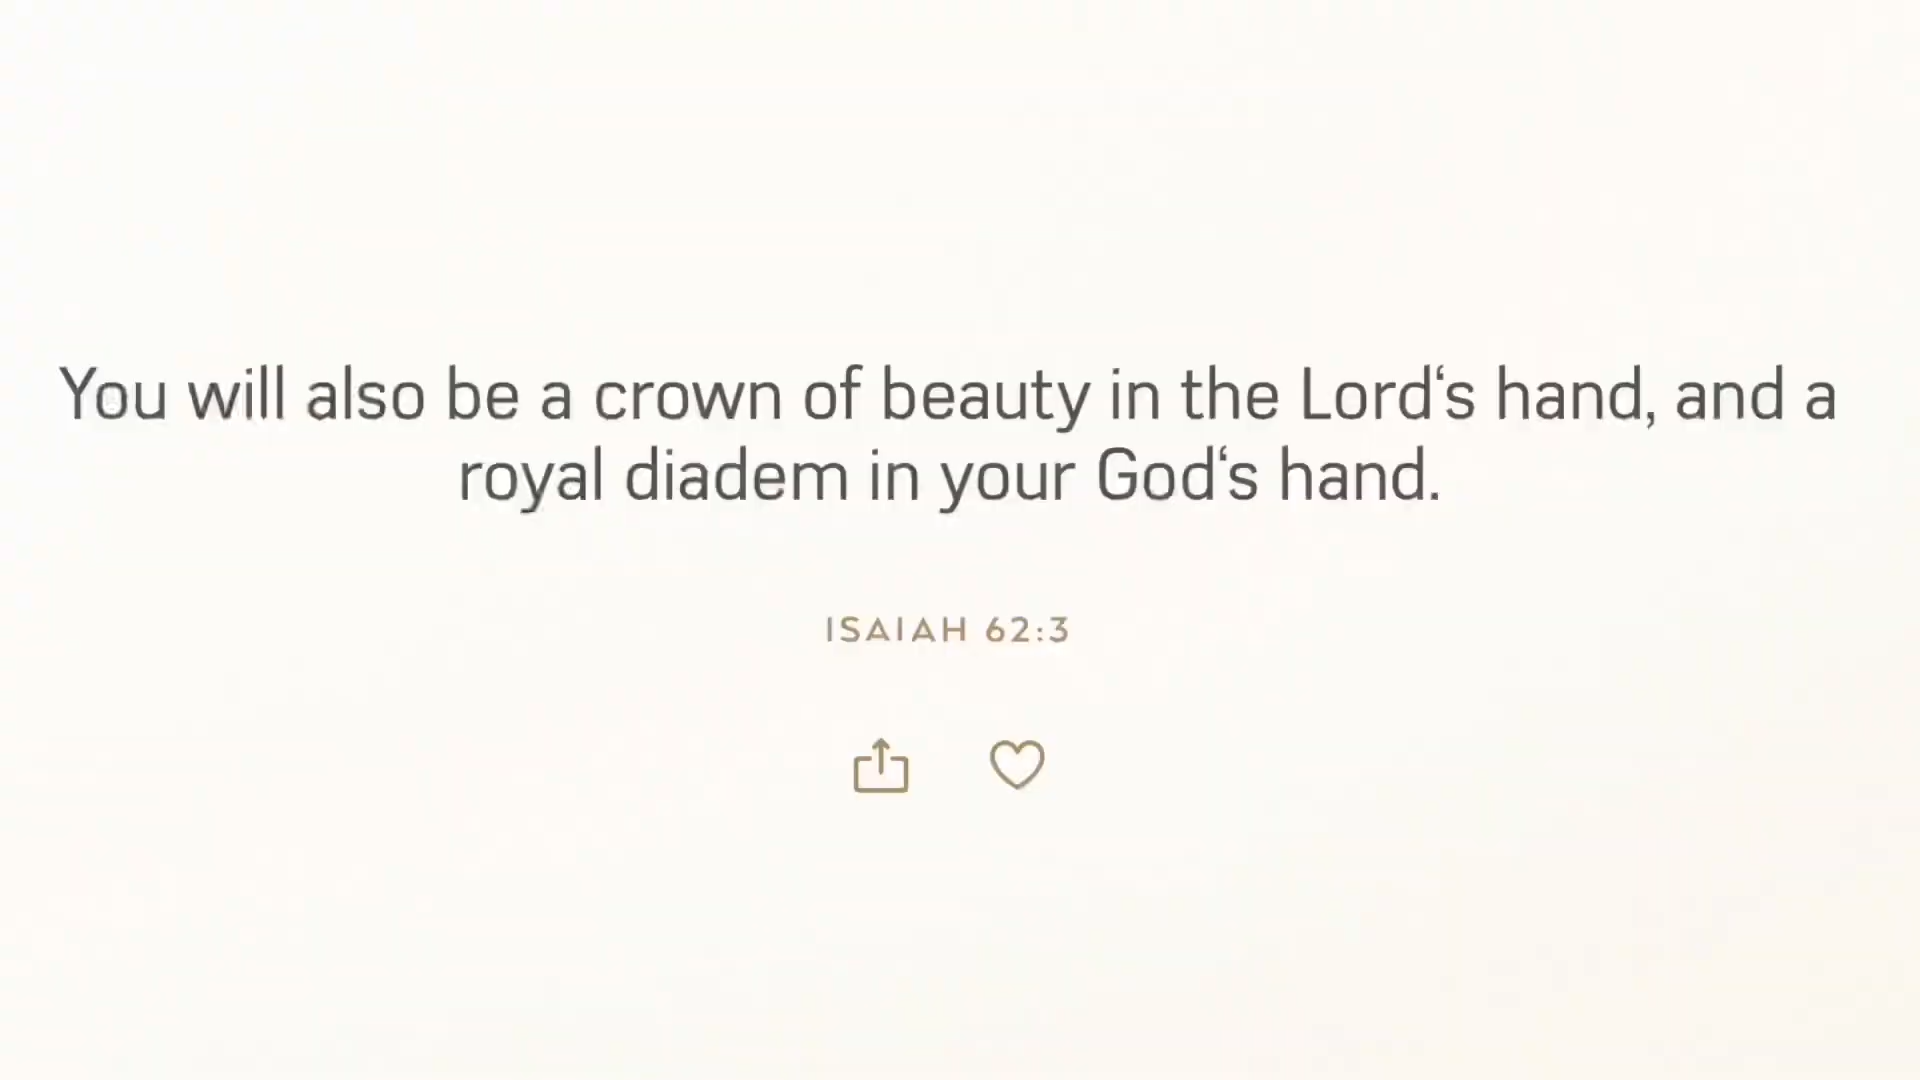 You will also be a crown of beauty in the Lord‘s hand, and a
royal diadem in your God‘s hand.
ISAIAH 62:3